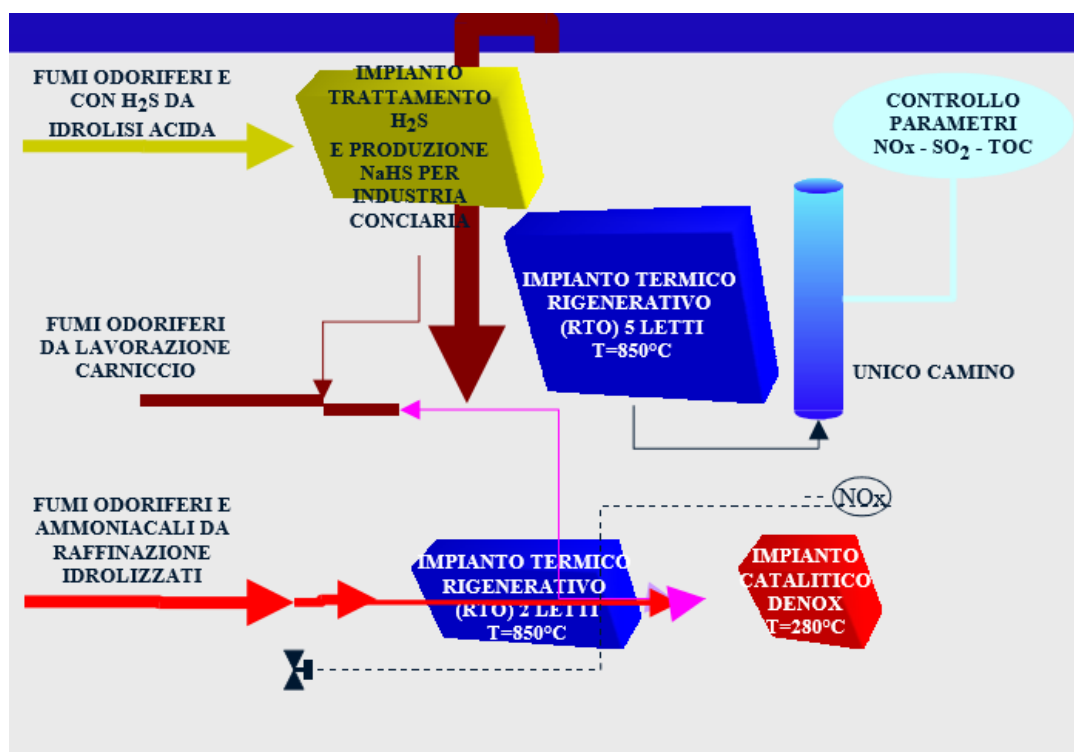 FUMI ODORIFERI E
CON H2S DA
IDROLISI ACIDA
IMPIANTO
TRATTAMENTO
H2S
E PRODUZIONE
NaHS PER
INDUSTRIA
CONCIARIA
CONTROLLO
PARAMETRI
NOx - SO2 - TOC
IMPIANTO TERMICO
RIGENERATIVO
(RTO) 5 LETTI
T=850°C
FUMI ODORIFERI
DA LAVORAZIONE
CARNICCIO
UNICO CAMINO
NOx
FUMI ODORIFERI E
AMMONIACALI DA
RAFFINAZIONE
IDROLIZZATI
IMPIANTO TERMICO
RIGENERATIVO
(RTO) 2 LETTI
T=850°C
IMPIANTO
CATALITICO
DENOX
T=280°C